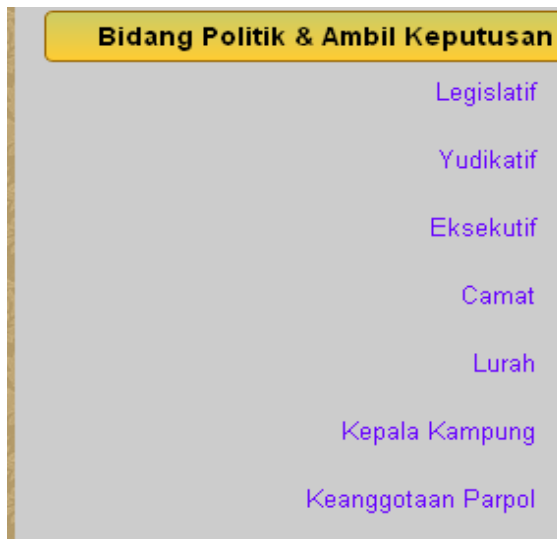 Bidang Politik & Ambil Keputusan
Legislatif
Yudikatif
Eksekutif
Camat
Lurah
Kepala Kampung
Keanggotaan Parpol